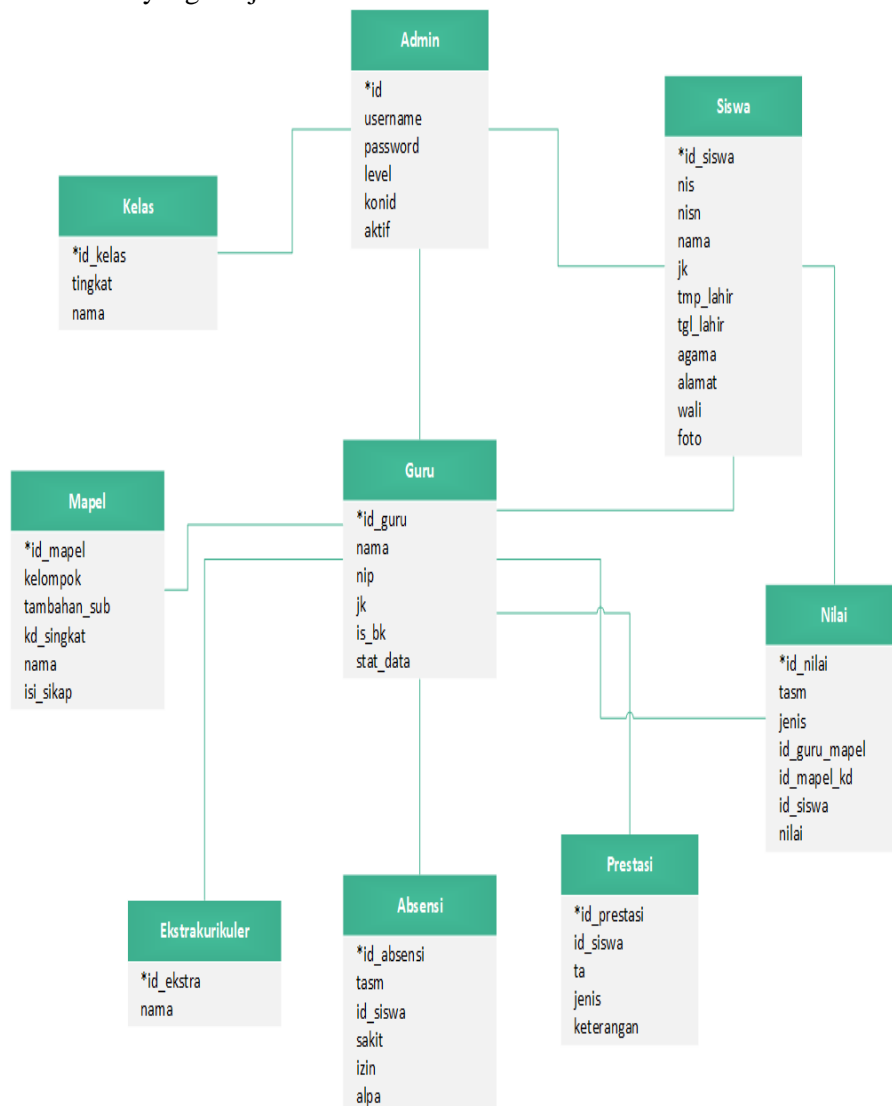 Admin
*id
username
password
level
konid
aktif
Siswa
*id_siswa
nis
nisn
nama
jk
tmp_lahir
tgl_lahir
agama
alamat
wali
foto
Kelas
*id_kelas
tingkat
nama
Guru
*id_guru
nama
nip
jk
is_bk
stat_data
Mapel
*id_mapel
kelompok
tambahan_sub
kd_singkat
nama
isi_sikap
Nilai
*id_nilai
tasm
jenis
id_guru_mapel
id_mapel_kd
id_siswa
nilai
Prestasi
*id_prestasi
id_siswa
ta
jenis
keterangan
Absensi
*id_absensi
tasm
id_siswa
sakit
izin
alpa
Ekstrakurikuler
*id_ekstra
nama